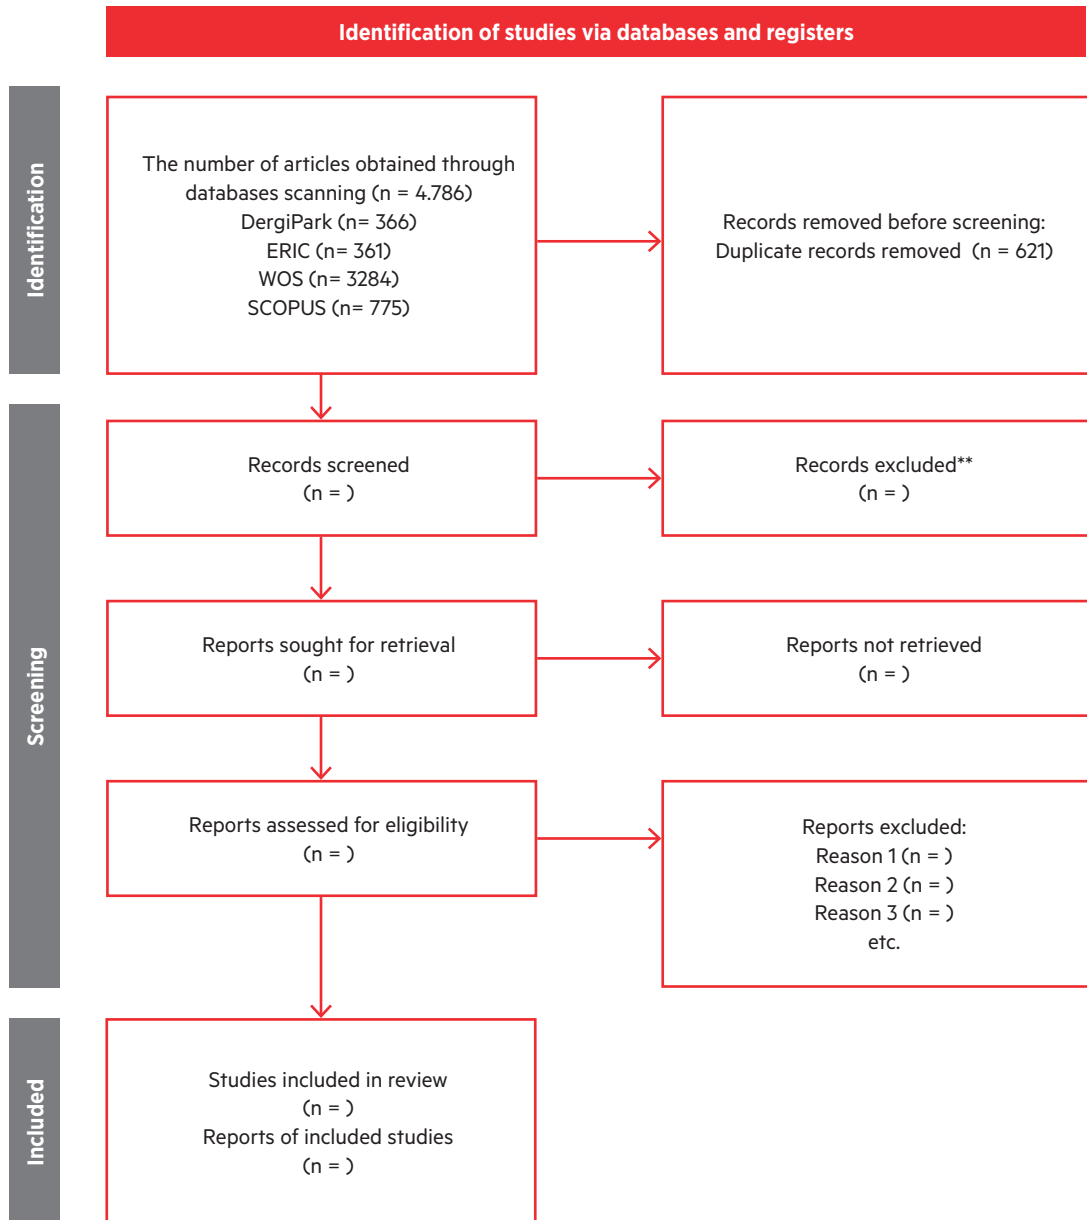 Identification of studies via databases and registers
Identification
The number of articles obtained through
databases scanning (n = 4.786)
DergiPark (n= 366)
ERIC (n= 361)
WOS (n= 3284)
SCOPUS (n= 775)
Records removed before screening:
Duplicate records removed (n = 621)
Screening
Records screened
(n = )
Records excluded**
(n = )
Reports sought for retrieval
(n = )
Reports not retrieved
(n = )
Reports assessed for eligibility
(n = )
Reports excluded:
Reason 1 (n = )
Reason 2 (n = )
Reason 3 (n = )
etc.
Included
Studies included in review
(n = )
Reports of included studies
(n = )